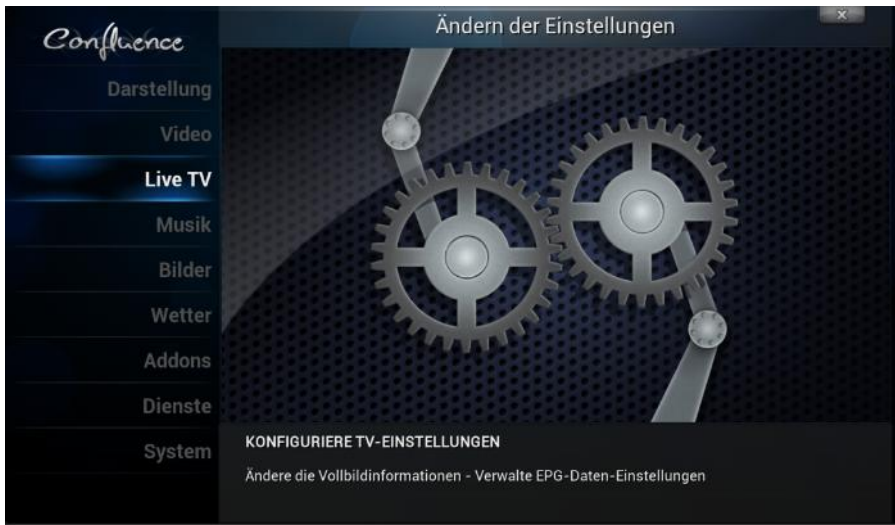 Confluence
Ändern der Einstellungen
Darstellung
Video
Live TV
Musik
Bilder
Wetter
Addons
Dienste
System
KONFIGURIERE TV-EINSTELLUNGEN
Ändere die Vollbildinformationen - Verwalte EPG-Daten-Einstellungen